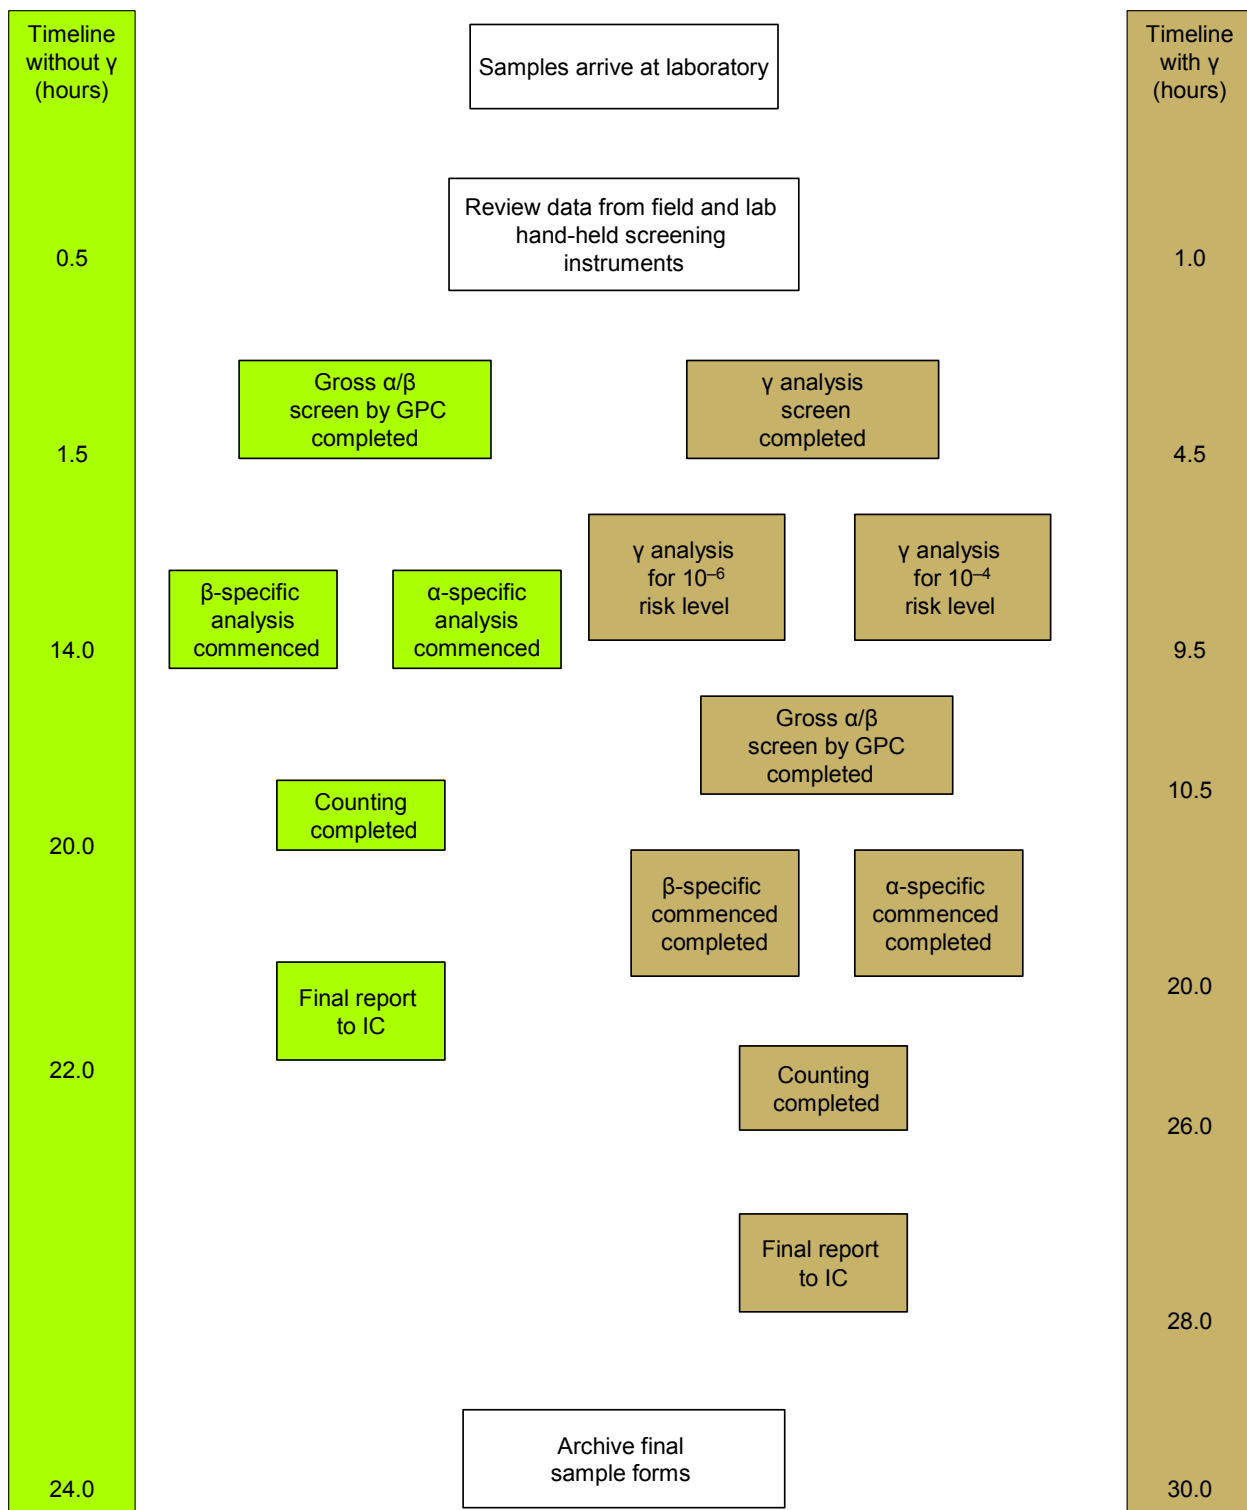 Timeline
without γ
(hours)
Samples arrive at laboratory
Timeline
with γ
(hours)
Review data from field and lab
hand-held screening
instruments
0.5
1.0
Gross α/β
screen by GPC
completed
γ analysis
screen
completed
1.5
4.5
γ analysis
for 10⁻⁶
risk level
γ analysis
for 10⁻⁴
risk level
β-specific
analysis
commenced
α-specific
analysis
commenced
14.0
9.5
Gross α/β
screen by GPC
completed
10.5
Counting
completed
20.0
β-specific
commenced
completed
α-specific
commenced
completed
20.0
Final report
to IC
22.0
Counting
completed
26.0
Final report
to IC
28.0
Archive final
sample forms
24.0
30.0